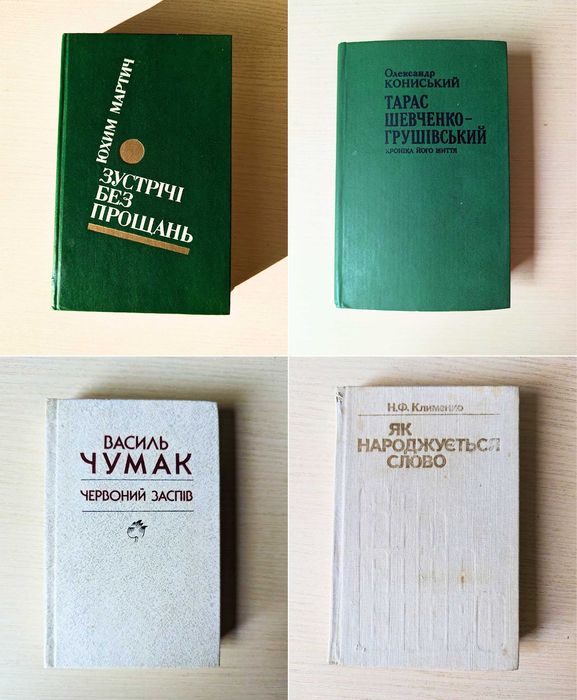 ЮХИМ МАРТИЧ
ЗУСТРІЧІ
БЕЗ
ПРОЩАНЬ
Олександр
КОНИСЬКИЙ
ТАРАС
ШЕВЧЕНКО-
ГРУШІВСЬКИЙ
ХРОНІКА ЙОГО ЖИТТЯ
ВАСИЛЬ
ЧУМАК
ЧЕРВОНИЙ ЗАСПІВ
Н.Ф. Клименко
ЯК
НАРОДЖУЄТЬСЯ
СЛОВО